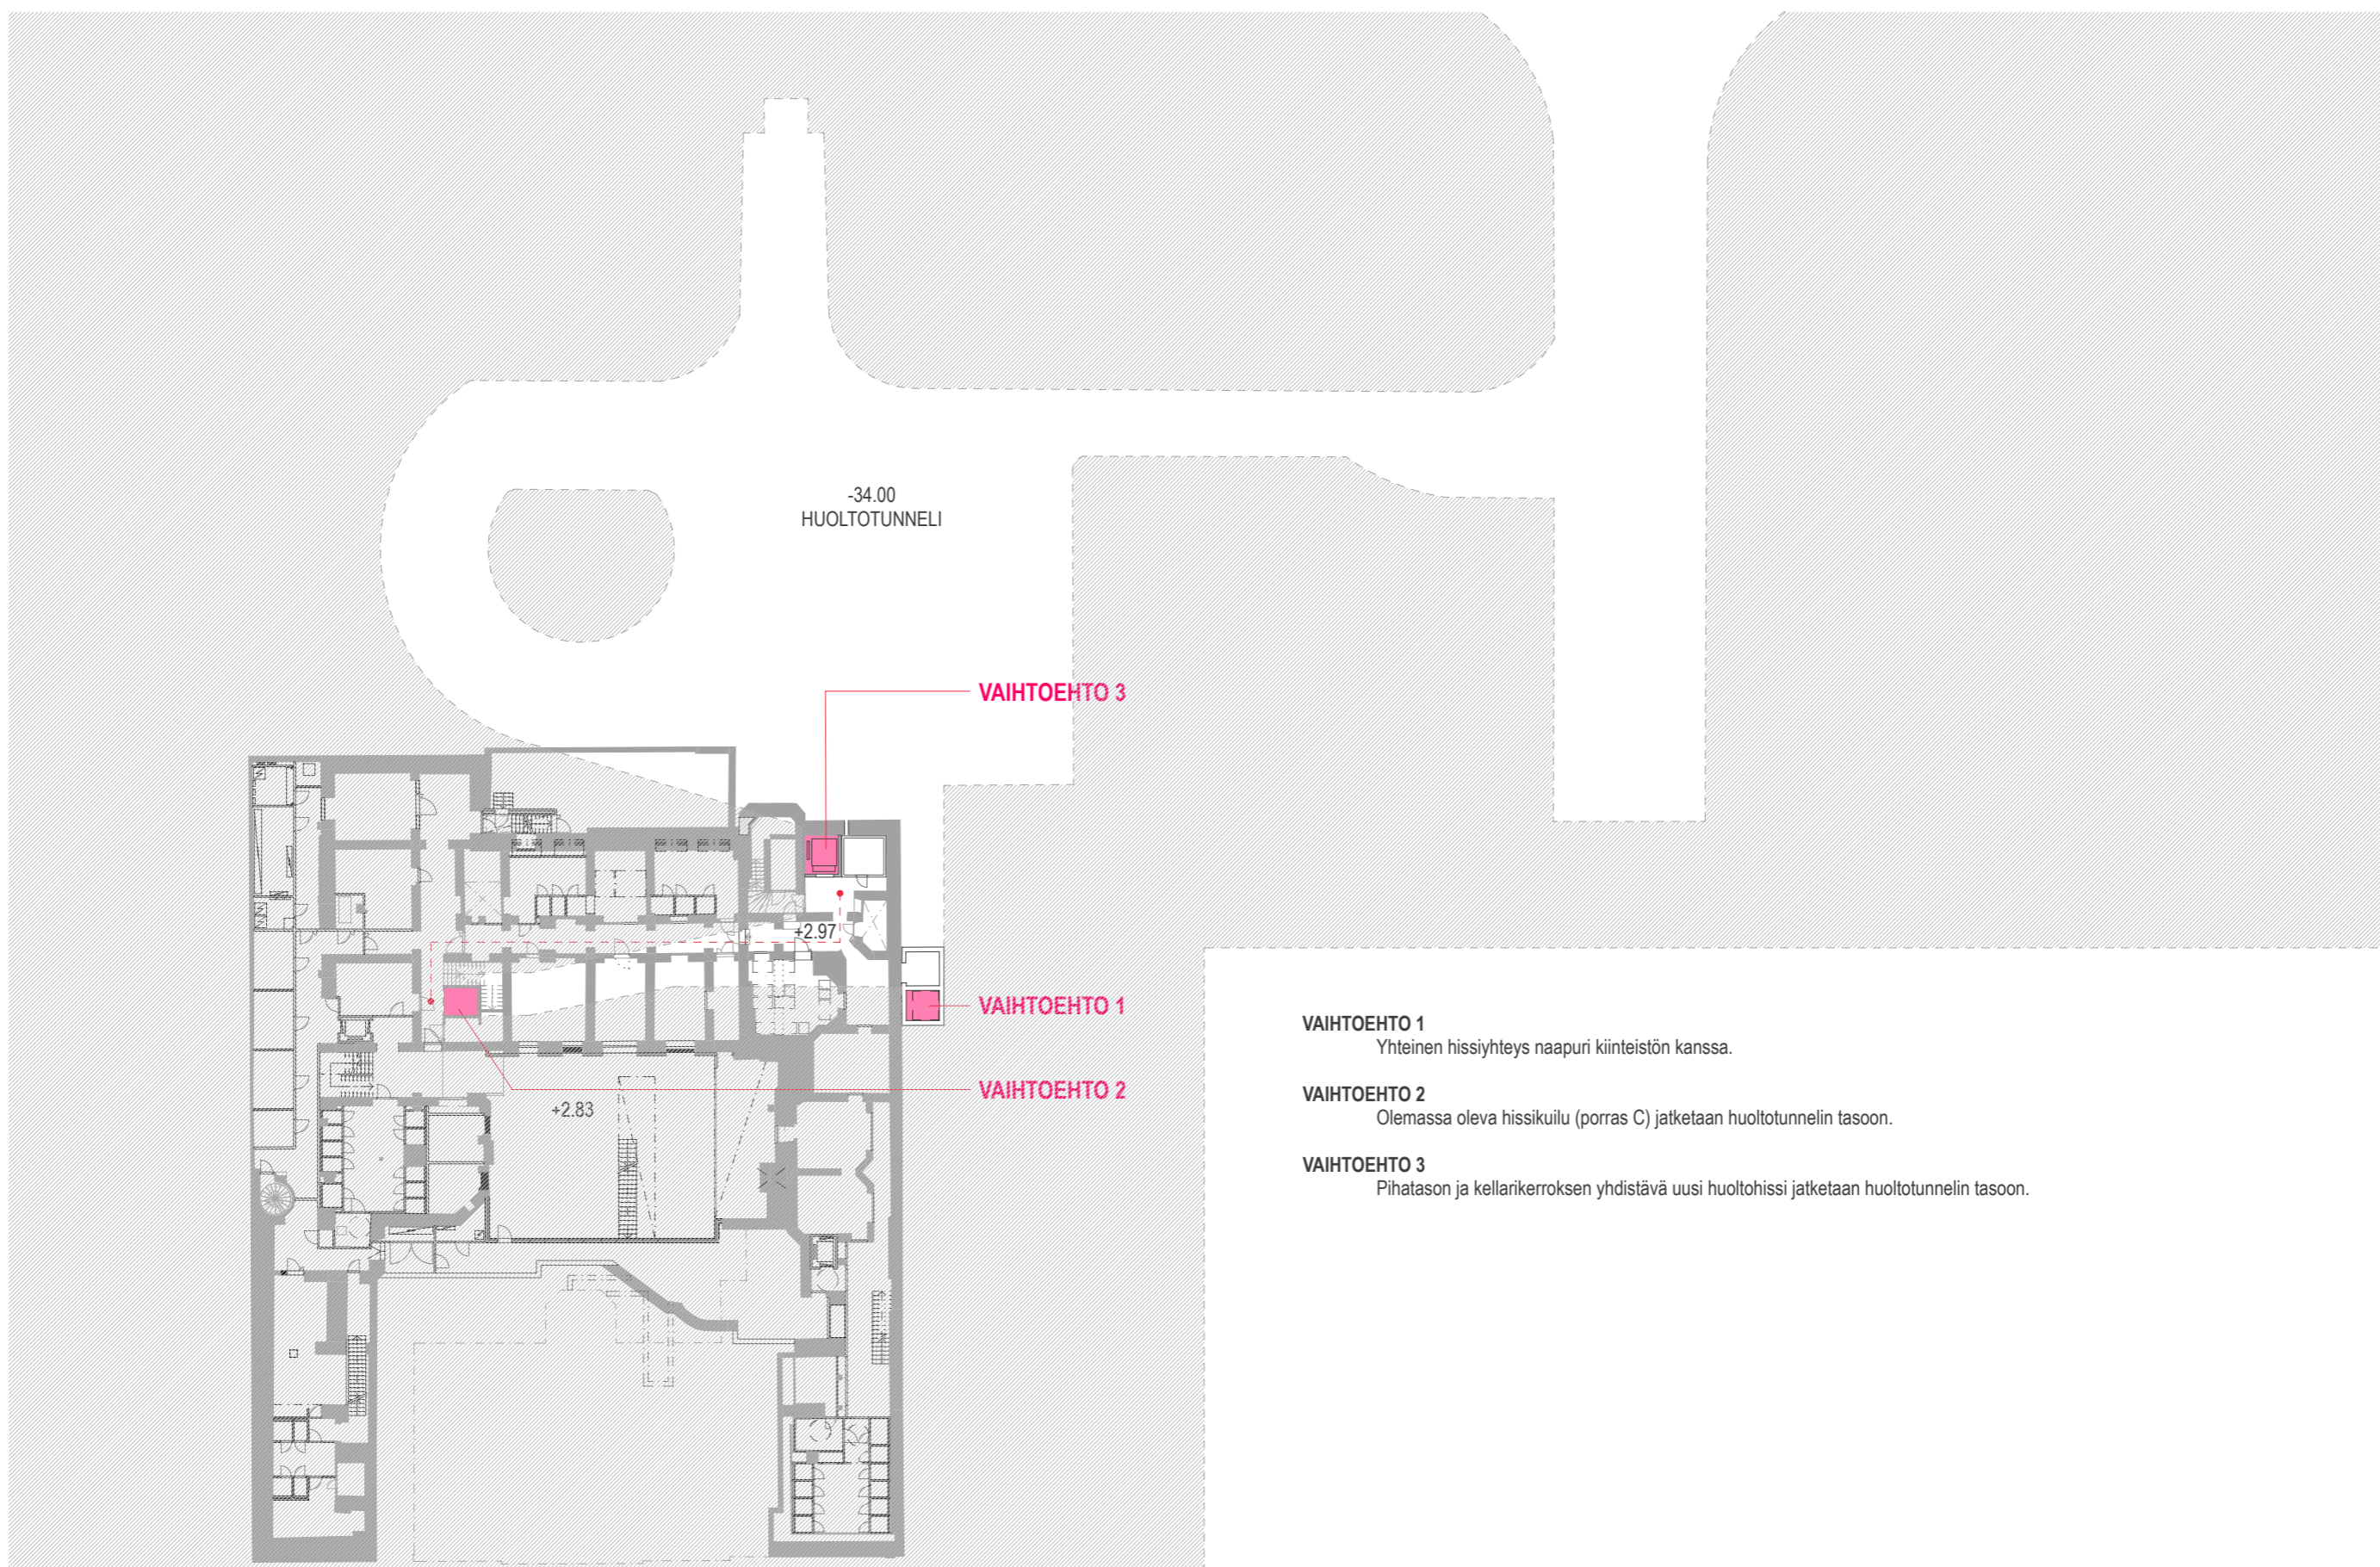 -34.00
HUOLTOTUNNELI
VAIHTOEHTO 3
+2.97
VAIHTOEHTO 1
VAIHTOEHTO 2
+2.83
VAIHTOEHTO 1
Yhteinen hissiyhteys naapuri kiinteistön kanssa.
VAIHTOEHTO 2
Olemassa oleva hissikuilu (porras C) jatketaan huoltotunnelin tasoon.
VAIHTOEHTO 3
Pihatason ja kellarikerroksen yhdistävä uusi huoltohissi jatketaan huoltotunnelin tasoon.